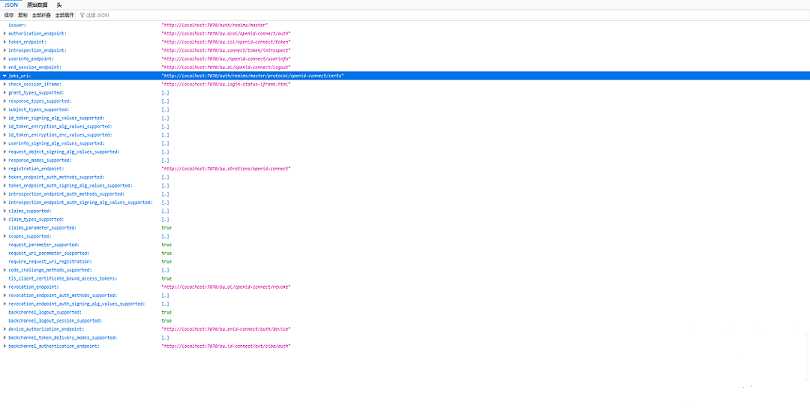 JSON 原始数据 头
保存 复制 全部折叠 全部展开 过滤 JSON
issuer: "http://localhost:7070/auth/realms/master"
authorization_endpoint: "http://localhost:7070/au…ocol/openid-connect/auth"
token_endpoint: "http://localhost:7070/au…col/openid-connect/token"
introspection_endpoint: "http://localhost:7070/au…connect/token/introspect"
userinfo_endpoint: "http://localhost:7070/au…/openid-connect/userinfo"
end_session_endpoint: "http://localhost:7070/au…ol/openid-connect/logout"
jwks_uri: "http://localhost:7070/auth/realms/master/protocol/openid-connect/certs"
check_session_iframe: "http://localhost:7070/au…login-status-iframe.html"
grant_types_supported: […]
response_types_supported: […]
subject_types_supported: […]
id_token_signing_alg_values_supported: […]
id_token_encryption_alg_values_supported: […]
id_token_encryption_enc_values_supported: […]
userinfo_signing_alg_values_supported: […]
request_object_signing_alg_values_supported: […]
response_modes_supported: […]
registration_endpoint: "http://localhost:7070/au…strations/openid-connect"
token_endpoint_auth_methods_supported: […]
token_endpoint_auth_signing_alg_values_supported: […]
introspection_endpoint_auth_methods_supported: […]
introspection_endpoint_auth_signing_alg_values_supported: […]
claims_supported: […]
claim_types_supported: […]
claims_parameter_supported: true
scopes_supported: […]
request_parameter_supported: true
request_uri_parameter_supported: true
require_request_uri_registration: true
code_challenge_methods_supported: […]
tls_client_certificate_bound_access_tokens: true
revocation_endpoint: "http://localhost:7070/au…ol/openid-connect/revoke"
revocation_endpoint_auth_methods_supported: […]
revocation_endpoint_auth_signing_alg_values_supported: […]
backchannel_logout_supported: true
backchannel_logout_session_supported: true
device_authorization_endpoint: "http://localhost:7070/au…enid-connect/auth/device"
backchannel_token_delivery_modes_supported: […]
backchannel_authentication_endpoint: "http://localhost:7070/au…id-connect/ext/ciba/auth"